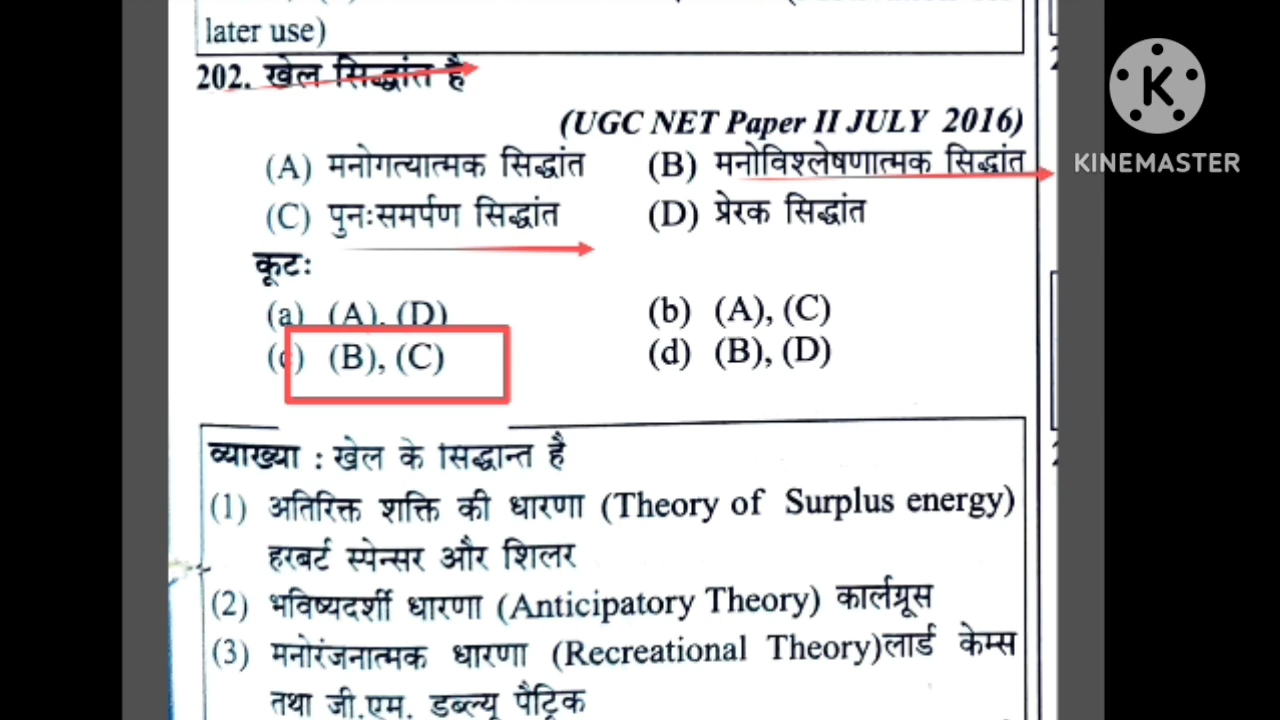 later use)
202. खेल सिद्धांत है
(UGC NET Paper II JULY 2016)
(A) मनोगत्यात्मक सिद्धांत (B) मनोविश्लेषणात्मक सिद्धांत
(C) पुनःसमर्पण सिद्धांत (D) प्रेरक सिद्धांत
कूटः
(a) (A), (D) (b) (A), (C)
(c) (B), (C) (d) (B), (D)
व्याख्या : खेल के सिद्धान्त है
(1) अतिरिक्त शक्ति की धारणा (Theory of Surplus energy)
हरबर्ट स्पेन्सर और शिलर
(2) भविष्यदर्शी धारणा (Anticipatory Theory) कार्लग्रूस
(3) मनोरंजनात्मक धारणा (Recreational Theory)लार्ड केम्स
तथा जी.एम. डब्ल्यू पैट्रिक
K
KINEMASTER